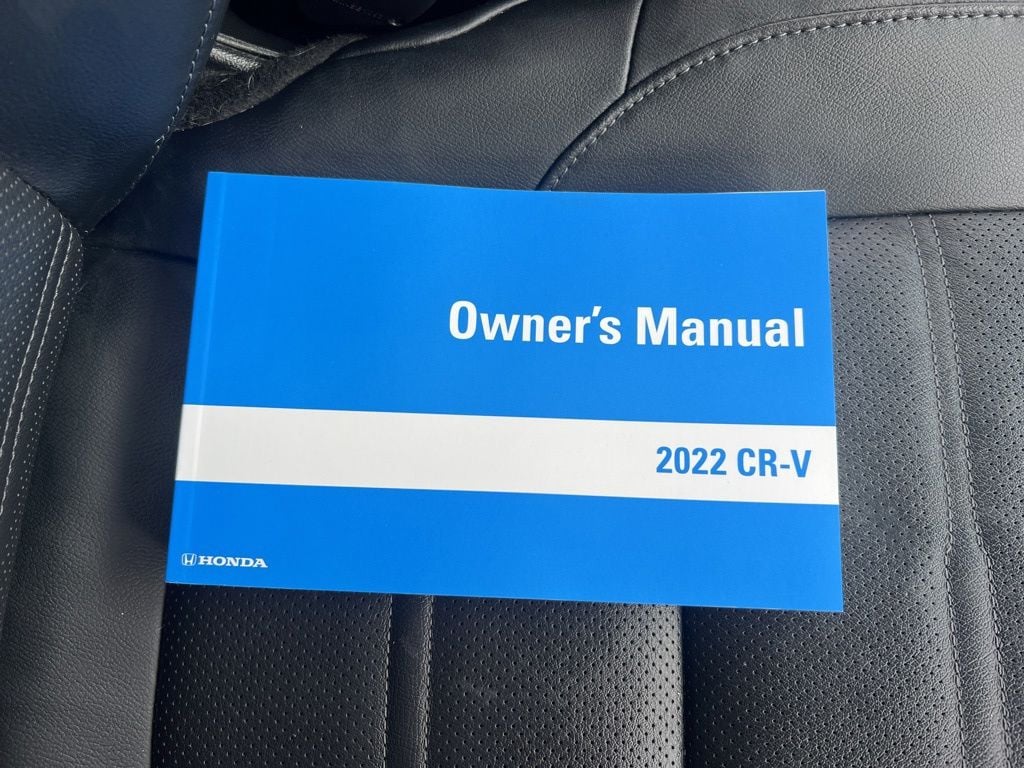 Owner's Manual
2022 CR-V
HONDA